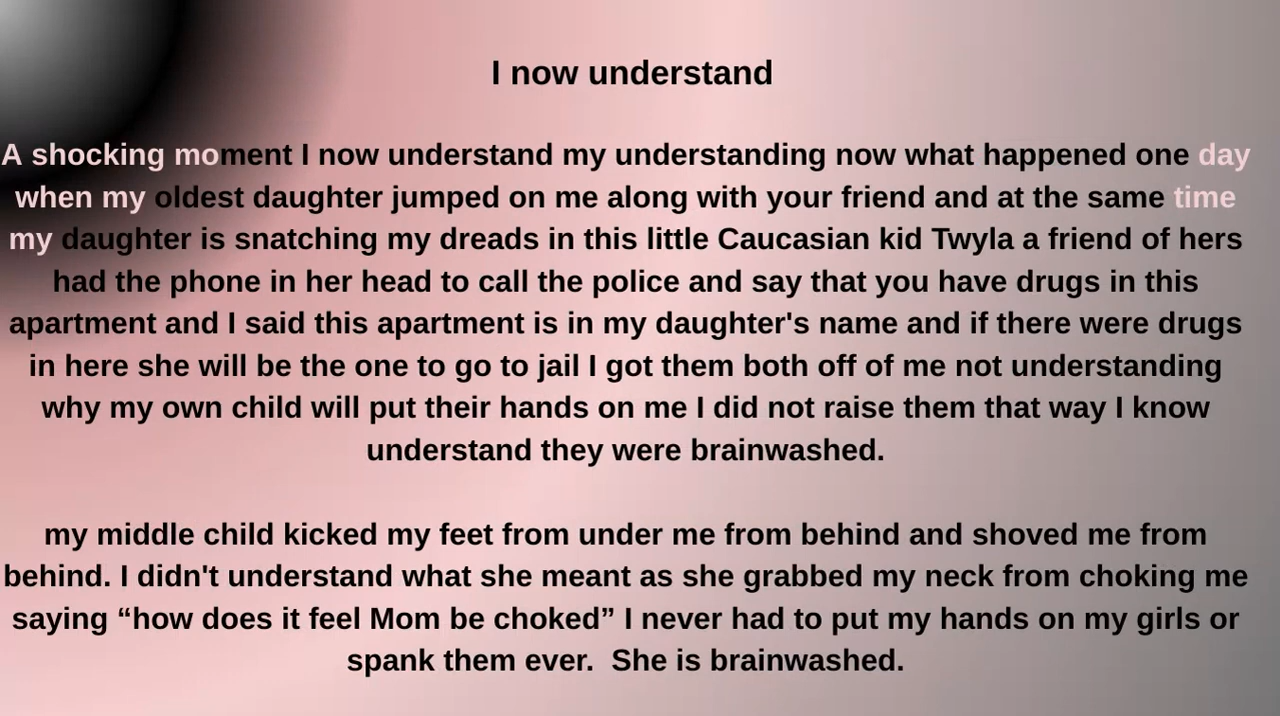 I now understand
A shocking moment I now understand my understanding now what happened one day
when my oldest daughter jumped on me along with your friend and at the same time
my daughter is snatching my dreads in this little Caucasian kid Twyla a friend of hers
had the phone in her head to call the police and say that you have drugs in this
apartment and I said this apartment is in my daughter's name and if there were drugs
in here she will be the one to go to jail I got them both off of me not understanding
why my own child will put their hands on me I did not raise them that way I know
understand they were brainwashed.
my middle child kicked my feet from under me from behind and shoved me from
behind. I didn't understand what she meant as she grabbed my neck from choking me
saying “how does it feel Mom be choked” I never had to put my hands on my girls or
spank them ever.  She is brainwashed.